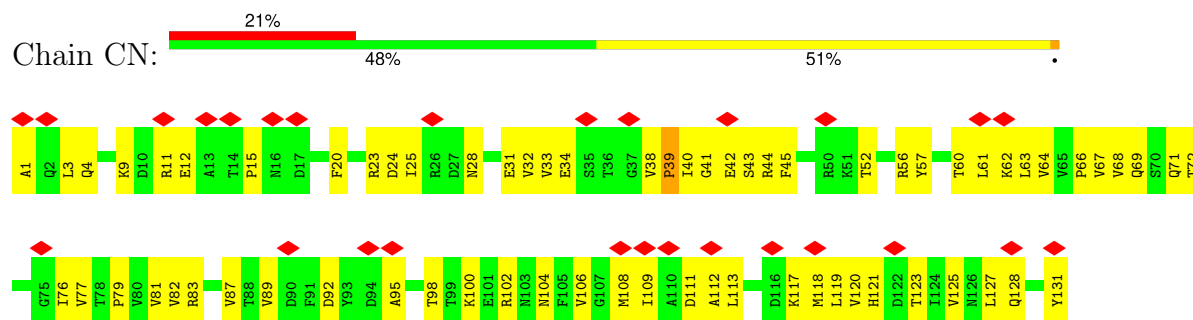 21%
Chain CN:
48% 51% •
A1 Q2 L3 Q4 K9 D10 R11 E12 A13 T14 P15 N16 D17 F20 R23 D24 I25 R26 D27 N28 E31 V32 V33 E34 S35 T36 G37 V38 P39 I40 G41 E42 S43 R44 F45 R50 K51 T52 R56 Y57 T60 L61 K62 L63 V64 V65 P66 V67 V68 Q69 S70 Q71 T72
G75 I76 V77 T78 P79 V80 V81 V82 R83 V87 T88 V89 D90 F91 D92 Y93 D94 A95 T98 T99 K100 E101 R102 N103 N104 F105 V106 G107 M108 I109 A110 D111 A112 L113 D116 K117 M118 L119 V120 H121 D122 T123 I124 V125 N126 L127 Q128 Y131